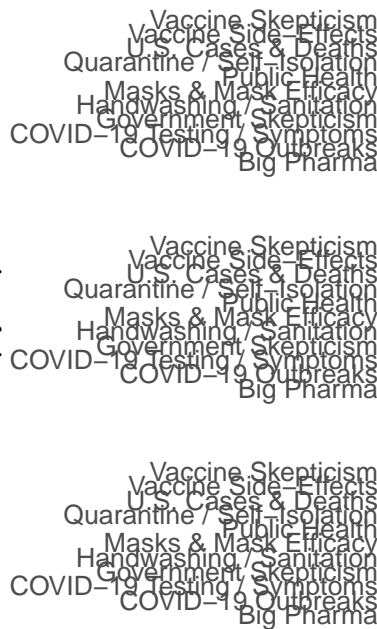 Vaccine Skepticism
Vaccine Side–Effects
U.S. Cases & Deaths
Quarantine / Self–Isolation
Public Health
Masks & Mask Efficacy
Handwashing / Sanitation
Government Skepticism
COVID–19 Testing / Symptoms
COVID–19 Outbreaks
Big Pharma
Vaccine Skepticism
Vaccine Side–Effects
U.S. Cases & Deaths
Quarantine / Self–Isolation
Public Health
Masks & Mask Efficacy
Handwashing / Sanitation
Government Skepticism
COVID–19 Testing / Symptoms
COVID–19 Outbreaks
Big Pharma
Vaccine Skepticism
Vaccine Side–Effects
U.S. Cases & Deaths
Quarantine / Self–Isolation
Public Health
Masks & Mask Efficacy
Handwashing / Sanitation
Government Skepticism
COVID–19 Testing / Symptoms
COVID–19 Outbreaks
Big Pharma